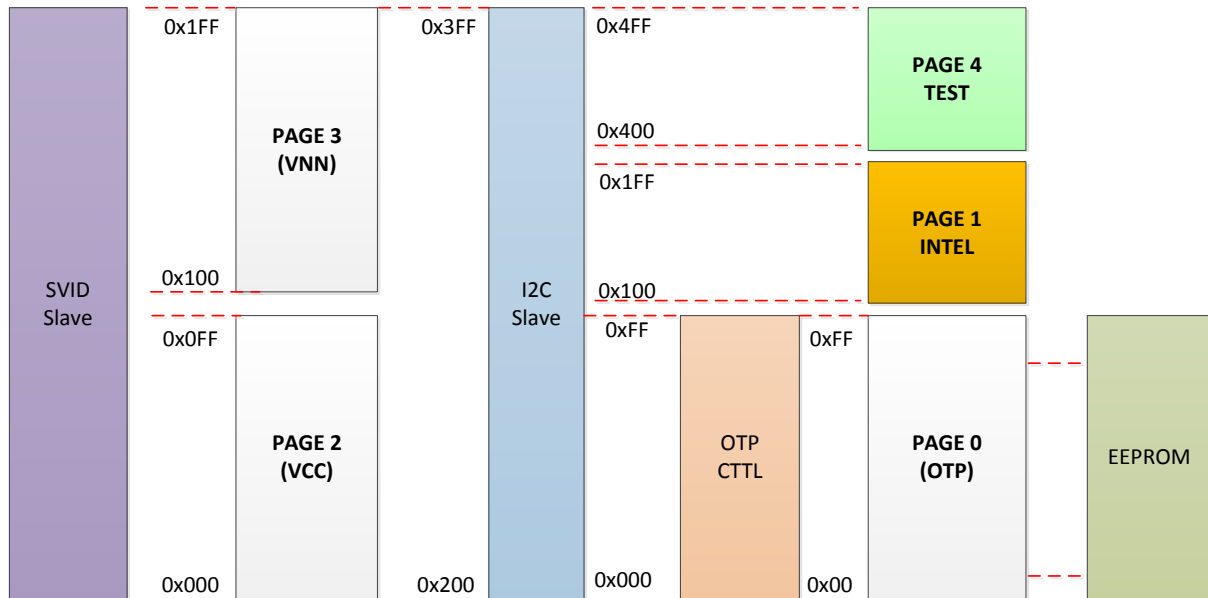 0x1FF
0x3FF
0x4FF
PAGE 4
TEST
0x400
PAGE 3
(VNN)
0x1FF
PAGE 1
INTEL
0x100
0x100
SVID
Slave
I2C
Slave
0x0FF
0xFF
0xFF
PAGE 2
(VCC)
OTP
CTTL
PAGE 0
(OTP)
EEPROM
0x000
0x200
0x000
0x00